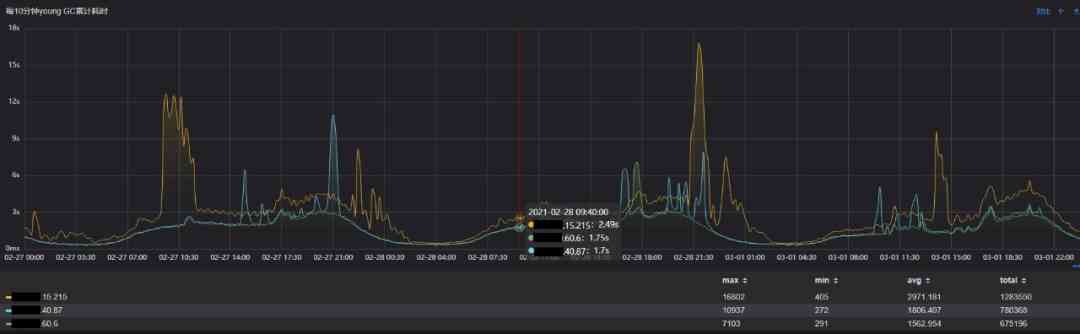 每10分钟young GC累计耗时
对比
18s
15s
12s
9s
6s
3s
0ms
2021-02-28 09:40:00
.15.215: 2.49s
.60.6: 1.75s
.40.87: 1.7s
02-27 00:00 02-27 03:30 02-27 07:00 02-27 10:30 02-27 14:00 02-27 17:30 02-27 21:00 02-28 00:30 02-28 04:00 02-28 07:30 02-28 18:00 02-28 21:30 03-01 01:00 03-01 04:30 03-01 08:00 03-01 11:30 03-01 15:00 03-01 18:30 03-01 22:00
max min avg total
.15.215 16802 405 2971.181 1283550
.40.87 10937 272 1806.407 780368
.60.6 7103 291 1562.954 675196